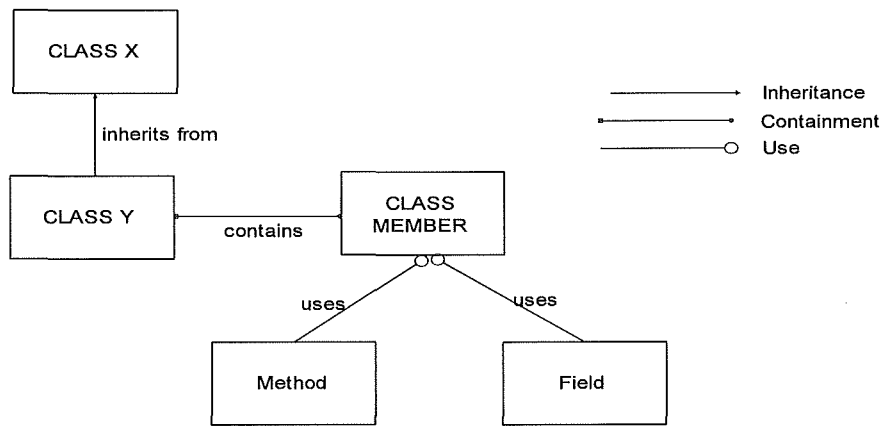 CLASS X
Inheritance
Containment
Use
inherits from
CLASS Y
contains
CLASS
MEMBER
uses
uses
Method
Field